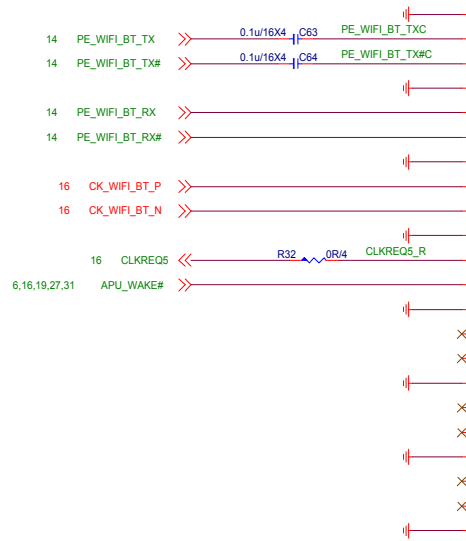 14 PE_WIFI_BT_TX 0.1u/16X4 C63 PE_WIFI_BT_TXC
14 PE_WIFI_BT_TX# 0.1u/16X4 C64 PE_WIFI_BT_TX#C
14 PE_WIFI_BT_RX
14 PE_WIFI_BT_RX#
16 CK_WIFI_BT_P
16 CK_WIFI_BT_N
16 CLKREQ5 R32 0R/4 CLKREQ5_R
6,16,19,27,31 APU_WAKE#